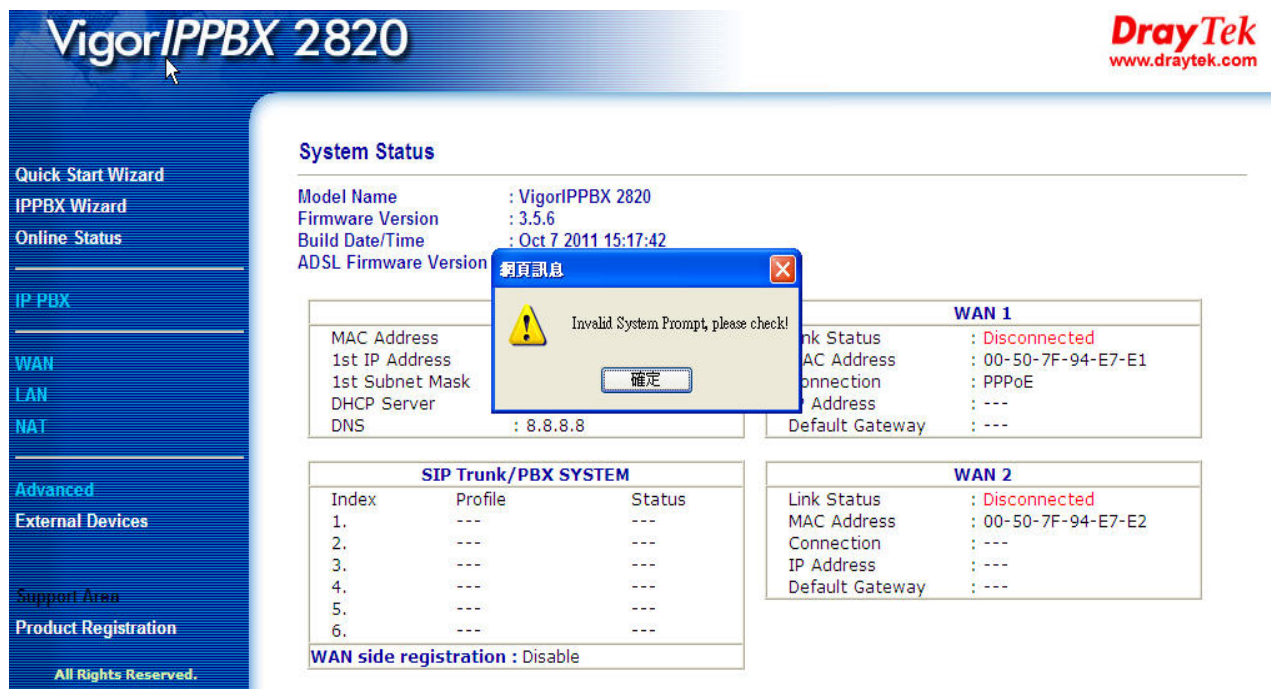 VigorIPPBX 2820
DrayTek
www.draytek.com
Quick Start Wizard
IPPBX Wizard
Online Status
IP PBX
WAN
LAN
NAT
Advanced
External Devices
Support Area
Product Registration
All Rights Reserved.
System Status
Model Name : VigorIPPBX 2820
Firmware Version : 3.5.6
Build Date/Time : Oct 7 2011 15:17:42
ADSL Firmware Version
網頁訊息
Invalid System Prompt, please check!
確定
MAC Address
1st IP Address
1st Subnet Mask
DHCP Server
DNS : 8.8.8.8
WAN 1
nk Status : Disconnected
AC Address : 00-50-7F-94-E7-E1
onnection : PPPoE
Address : ---
Default Gateway : ---
SIP Trunk/PBX SYSTEM
Index Profile Status
1. --- ---
2. --- ---
3. --- ---
4. --- ---
5. --- ---
6. --- ---
WAN side registration : Disable
WAN 2
Link Status : Disconnected
MAC Address : 00-50-7F-94-E7-E2
Connection : ---
IP Address : ---
Default Gateway : ---